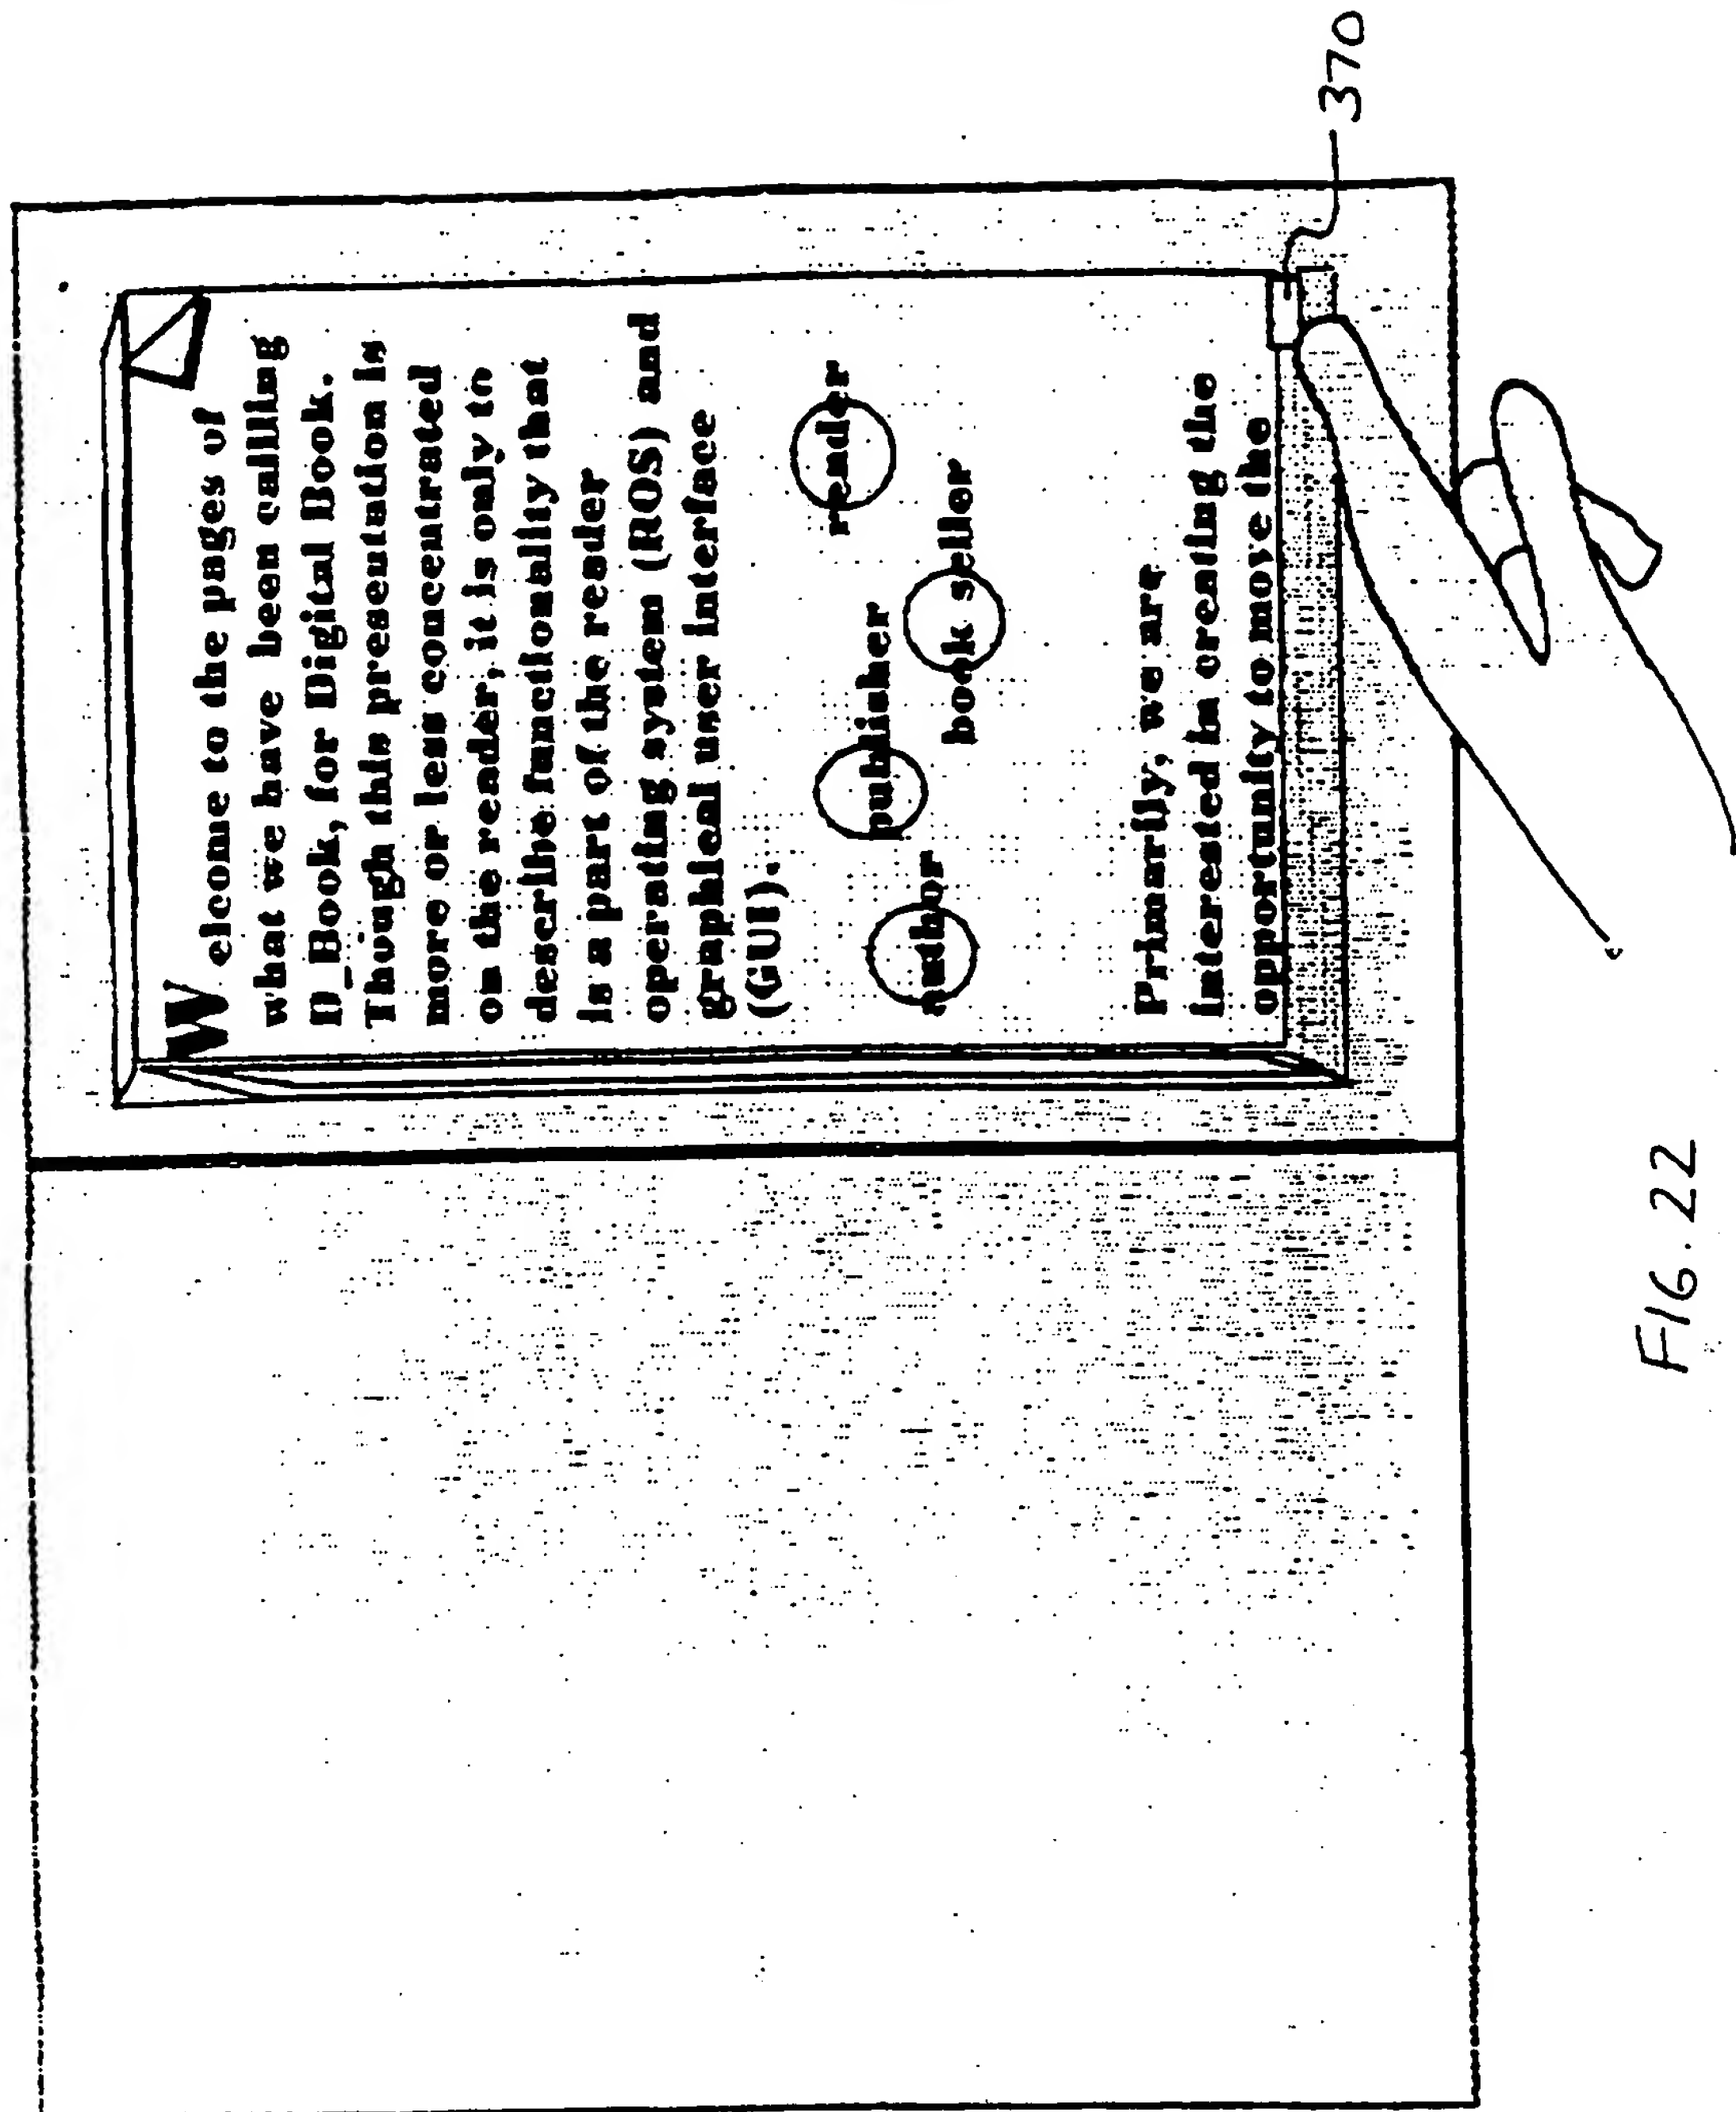 Welcome to the pages of
what we have been calling
D_Book, for Digital Book.
Though this presentation is
more or less concentrated
on the reader, it is only to
describe functionality that
is a part of the reader
operating system (ROS) and
graphical user interface
(GUI).
author publisher reader
book seller
Primarily, we are
interested in creating the
opportunity to move the
370
FIG. 22